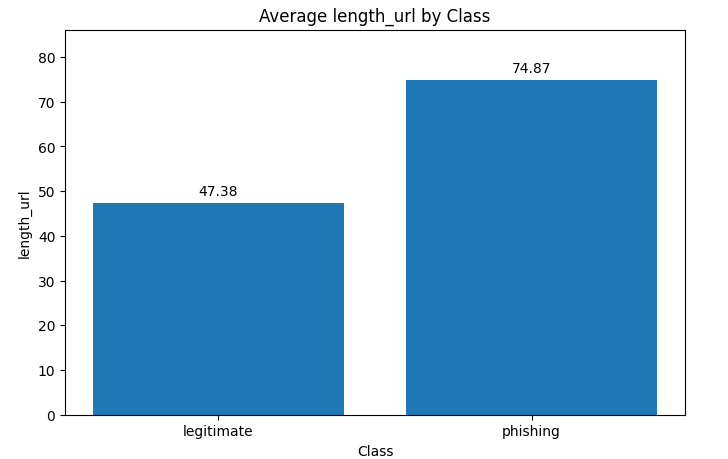 Average length_url by Class
length_url
80
70
60
50
40
30
20
10
0
47.38
74.87
legitimate
phishing
Class